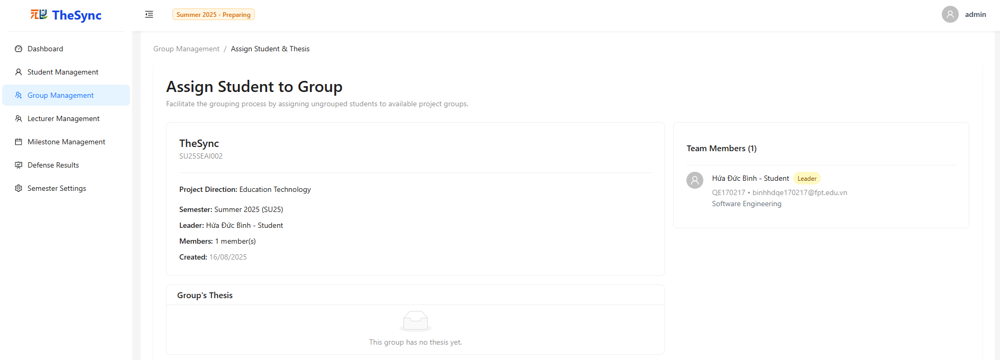 TheSync
Summer 2025 - Preparing
admin
Dashboard
Student Management
Group Management
Lecturer Management
Milestone Management
Defense Results
Semester Settings
Group Management / Assign Student & Thesis
Assign Student to Group
Facilitate the grouping process by assigning ungrouped students to available project groups.
TheSync
SU25SEAI002
Project Direction: Education Technology
Semester: Summer 2025 (SU25)
Leader: Hứa Đức Bình - Student
Members: 1 member(s)
Created: 16/08/2025
Group's Thesis
This group has no thesis yet.
Team Members (1)
Hứa Đức Bình - Student Leader
QE170217 • binhhdqe170217@fpt.edu.vn
Software Engineering